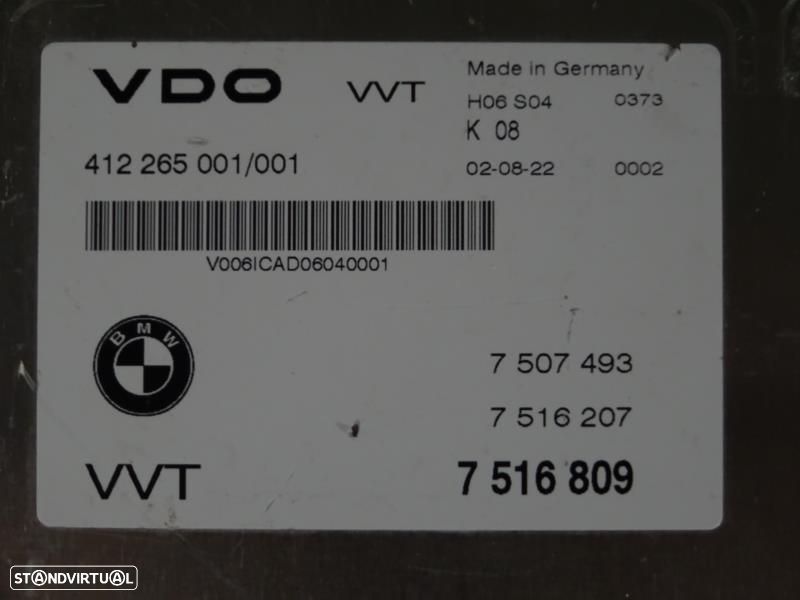 VDO VVT
Made in Germany
H06 S04 0373
K 08
412 265 001/001
02-08-22 0002
V006ICAD06040001
BMW
7 507 493
7 516 207
VVT 7 516 809
STANDVIRTUAL